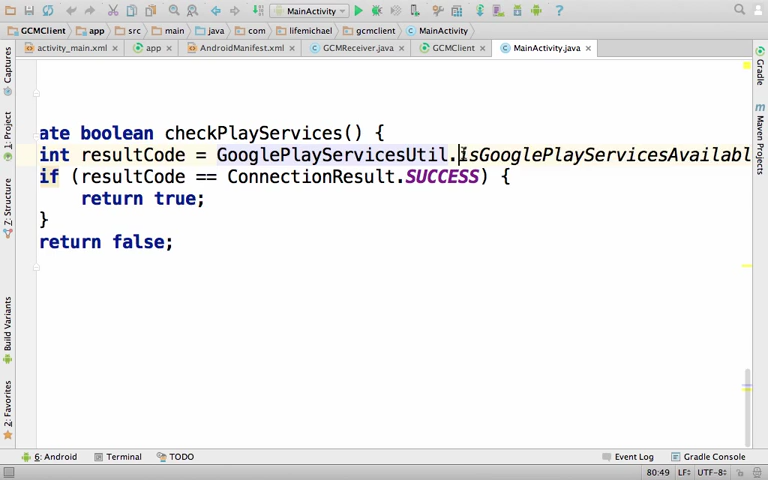 MainActivity
GCMClient app src main java com lifemichael gcmclient MainActivity
activity_main.xml app AndroidManifest.xml GCMReceiver.java GCMClient MainActivity.java
Captures
1: Project
Z: Structure
Build Variants
2: Favorites
Gradle
Maven Projects
ate boolean checkPlayServices() {
int resultCode = GooglePlayServicesUtil.isGooglePlayServicesAvailabl
if (resultCode == ConnectionResult.SUCCESS) {
return true;
}
return false;
6: Android Terminal TODO Event Log Gradle Console
80:49 LF UTF-8